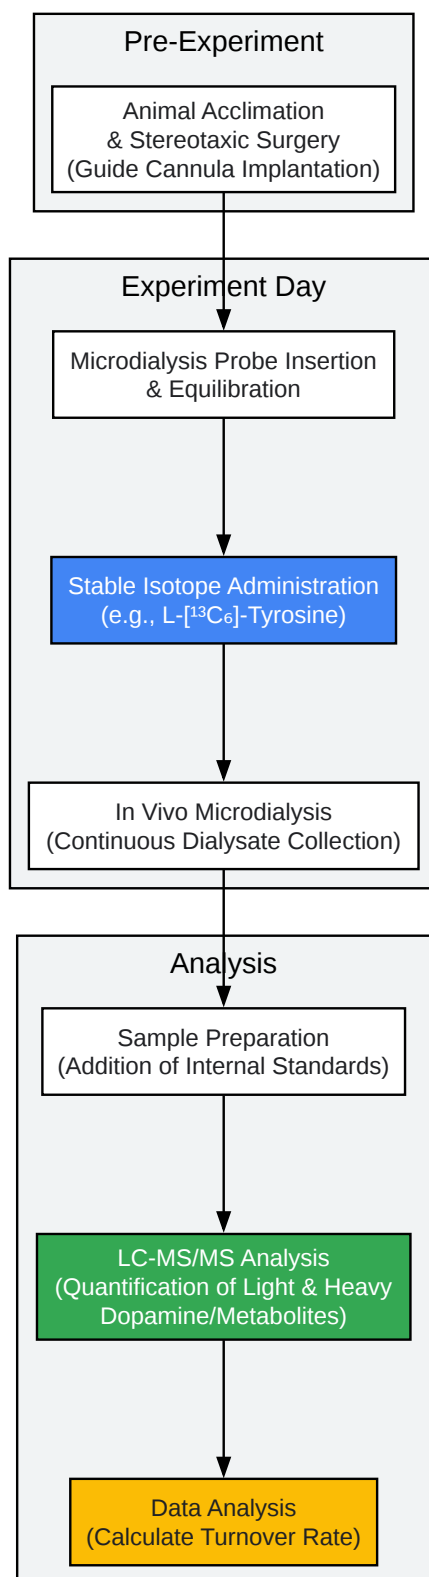 Pre-Experiment
Animal Acclimation
& Stereotaxic Surgery
(Guide Cannula Implantation)
Experiment Day
Microdialysis Probe Insertion
& Equilibration
Stable Isotope Administration
(e.g., L-[¹³C₆]-Tyrosine)
In Vivo Microdialysis
(Continuous Dialysate Collection)
Analysis
Sample Preparation
(Addition of Internal Standards)
LC-MS/MS Analysis
(Quantification of Light & Heavy
Dopamine/Metabolites)
Data Analysis
(Calculate Turnover Rate)